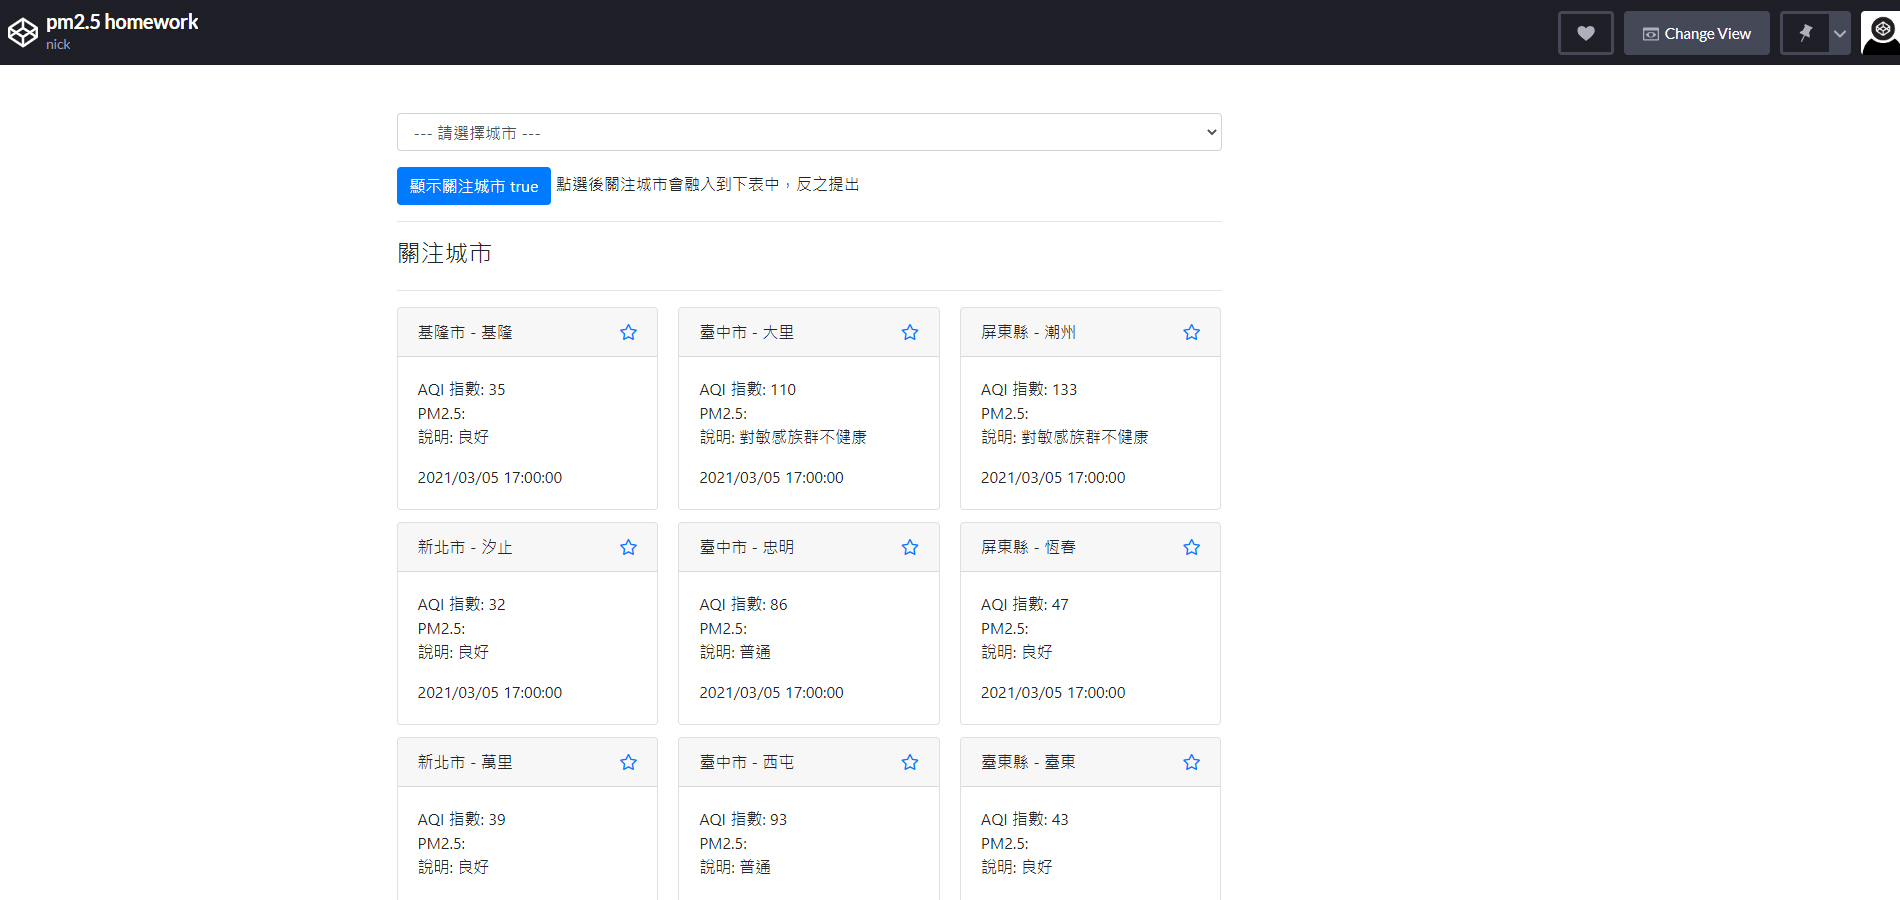 pm2.5 homework
nick
Change View
--- 請選擇城市 ---
顯示關注城市 true 點選後關注城市會融入到下表中，反之提出
關注城市
基隆市 - 基隆
AQI 指數: 35
PM2.5:
說明: 良好
2021/03/05 17:00:00
臺中市 - 大里
AQI 指數: 110
PM2.5:
說明: 對敏感族群不健康
2021/03/05 17:00:00
屏東縣 - 潮州
AQI 指數: 133
PM2.5:
說明: 對敏感族群不健康
2021/03/05 17:00:00
新北市 - 汐止
AQI 指數: 32
PM2.5:
說明: 良好
2021/03/05 17:00:00
臺中市 - 忠明
AQI 指數: 86
PM2.5:
說明: 普通
2021/03/05 17:00:00
屏東縣 - 恆春
AQI 指數: 47
PM2.5:
說明: 良好
2021/03/05 17:00:00
新北市 - 萬里
AQI 指數: 39
PM2.5:
說明: 良好
臺中市 - 西屯
AQI 指數: 93
PM2.5:
說明: 普通
臺東縣 - 臺東
AQI 指數: 43
PM2.5:
說明: 良好